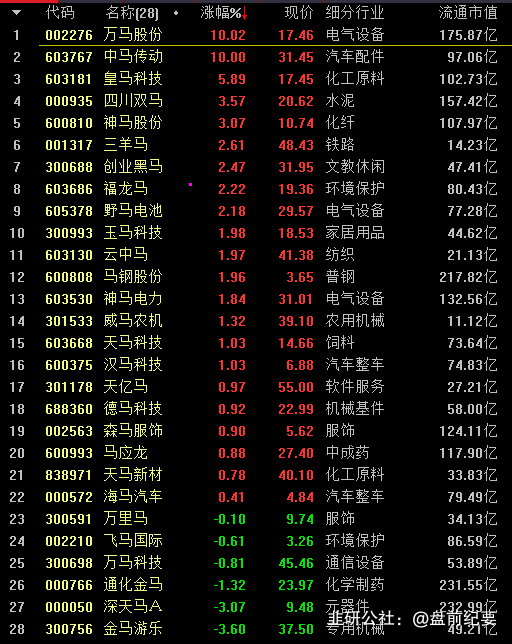 代码 名称(28) 涨幅% 现价 细分行业 流通市值
1 002276 万马股份 10.02 17.46 电气设备 175.87亿
2 603767 中马传动 10.00 31.45 汽车配件 97.06亿
3 603181 皇马科技 5.89 17.45 化工原料 102.73亿
4 000935 四川双马 3.57 20.62 水泥 157.42亿
5 600810 神马股份 3.07 10.74 化纤 107.97亿
6 001317 三羊马 2.61 48.43 铁路 14.23亿
7 300688 创业黑马 2.47 31.95 文教休闲 47.41亿
8 603686 福龙马 2.22 19.36 环境保护 80.43亿
9 605378 野马电池 2.18 29.57 电气设备 77.28亿
10 300993 玉马科技 1.98 18.53 家居用品 44.62亿
11 603130 云中马 1.97 41.38 纺织 21.13亿
12 600808 马钢股份 1.96 3.65 普钢 217.82亿
13 603530 神马电力 1.84 31.01 电气设备 132.56亿
14 301533 威马农机 1.32 39.10 农用机械 11.12亿
15 603668 天马科技 1.03 14.66 饲料 73.64亿
16 600375 汉马科技 1.03 6.88 汽车整车 74.83亿
17 301178 天亿马 0.97 55.00 软件服务 27.21亿
18 688360 德马科技 0.92 22.99 机械基件 58.00亿
19 002563 森马服饰 0.90 5.62 服饰 124.11亿
20 600993 马应龙 0.88 27.40 中成药 117.90亿
21 838971 天马新材 0.78 40.10 化工原料 33.83亿
22 000572 海马汽车 0.41 4.84 汽车整车 79.49亿
23 300591 万里马 -0.10 9.74 服饰 34.13亿
24 002210 飞马国际 -0.61 3.26 环境保护 86.59亿
25 300698 万马科技 -0.81 45.46 通信设备 53.89亿
26 000766 通化金马 -1.32 23.97 化学制药 231.55亿
27 000050 深天马A -3.07 9.48 元器件 232.99亿
28 300756 金马游乐 -3.60 37.50 专用机械 49.21亿
韭研公社：@盘前纪要